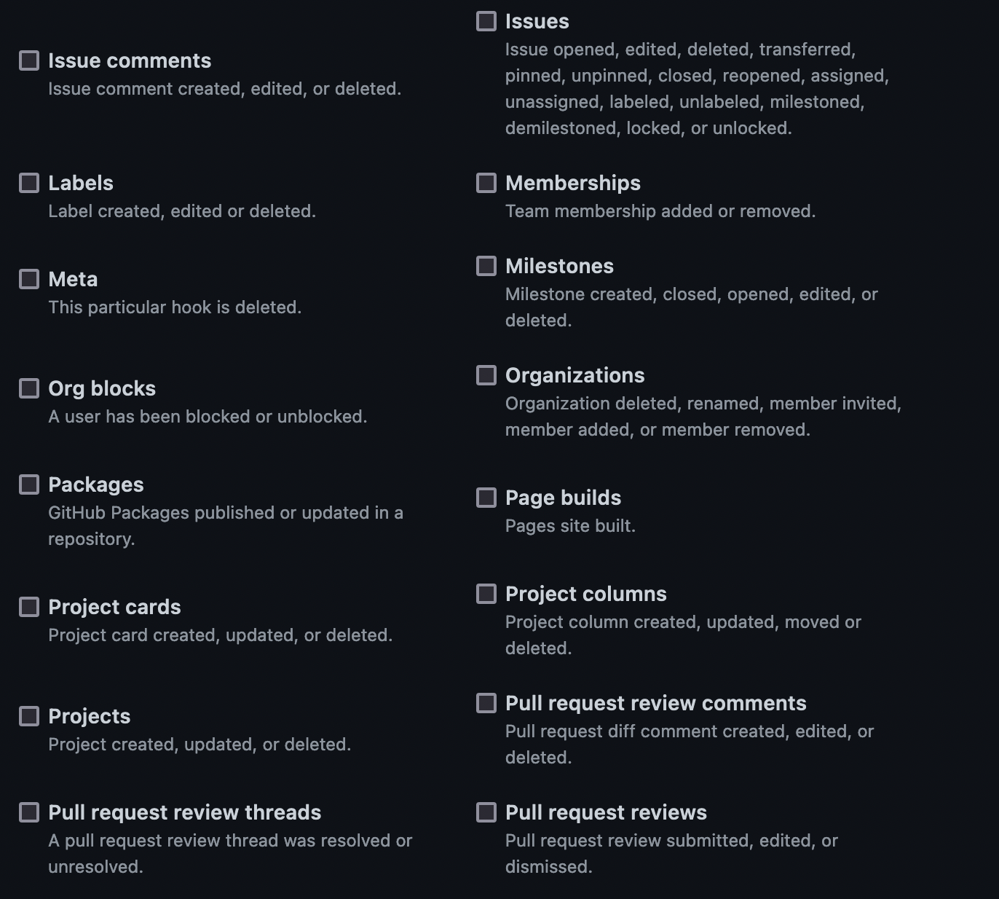 Issues
Issue opened, edited, deleted, transferred,
pinned, unpinned, closed, reopened, assigned,
unassigned, labeled, unlabeled, milestoned,
demilestoned, locked, or unlocked.
Issue comments
Issue comment created, edited, or deleted.
Labels
Label created, edited or deleted.
Memberships
Team membership added or removed.
Meta
This particular hook is deleted.
Milestones
Milestone created, closed, opened, edited, or
deleted.
Org blocks
A user has been blocked or unblocked.
Organizations
Organization deleted, renamed, member invited,
member added, or member removed.
Packages
GitHub Packages published or updated in a
repository.
Page builds
Pages site built.
Project cards
Project card created, updated, or deleted.
Project columns
Project column created, updated, moved or
deleted.
Projects
Project created, updated, or deleted.
Pull request review comments
Pull request diff comment created, edited, or
deleted.
Pull request review threads
A pull request review thread was resolved or
unresolved.
Pull request reviews
Pull request review submitted, edited, or
dismissed.